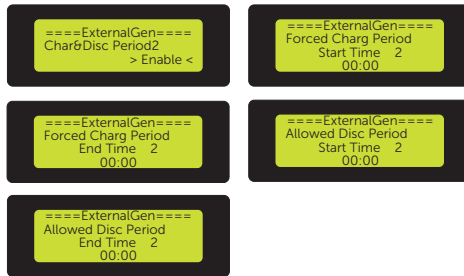 ====ExternalGen====
Char&Disc Period2
> Enable <
====ExternalGen====
Forced Charg Period
Start Time 2
00:00
====ExternalGen====
Forced Charg Period
End Time 2
00:00
====ExternalGen====
Allowed Disc Period
Start Time 2
00:00
====ExternalGen====
Allowed Disc Period
End Time 2
00:00